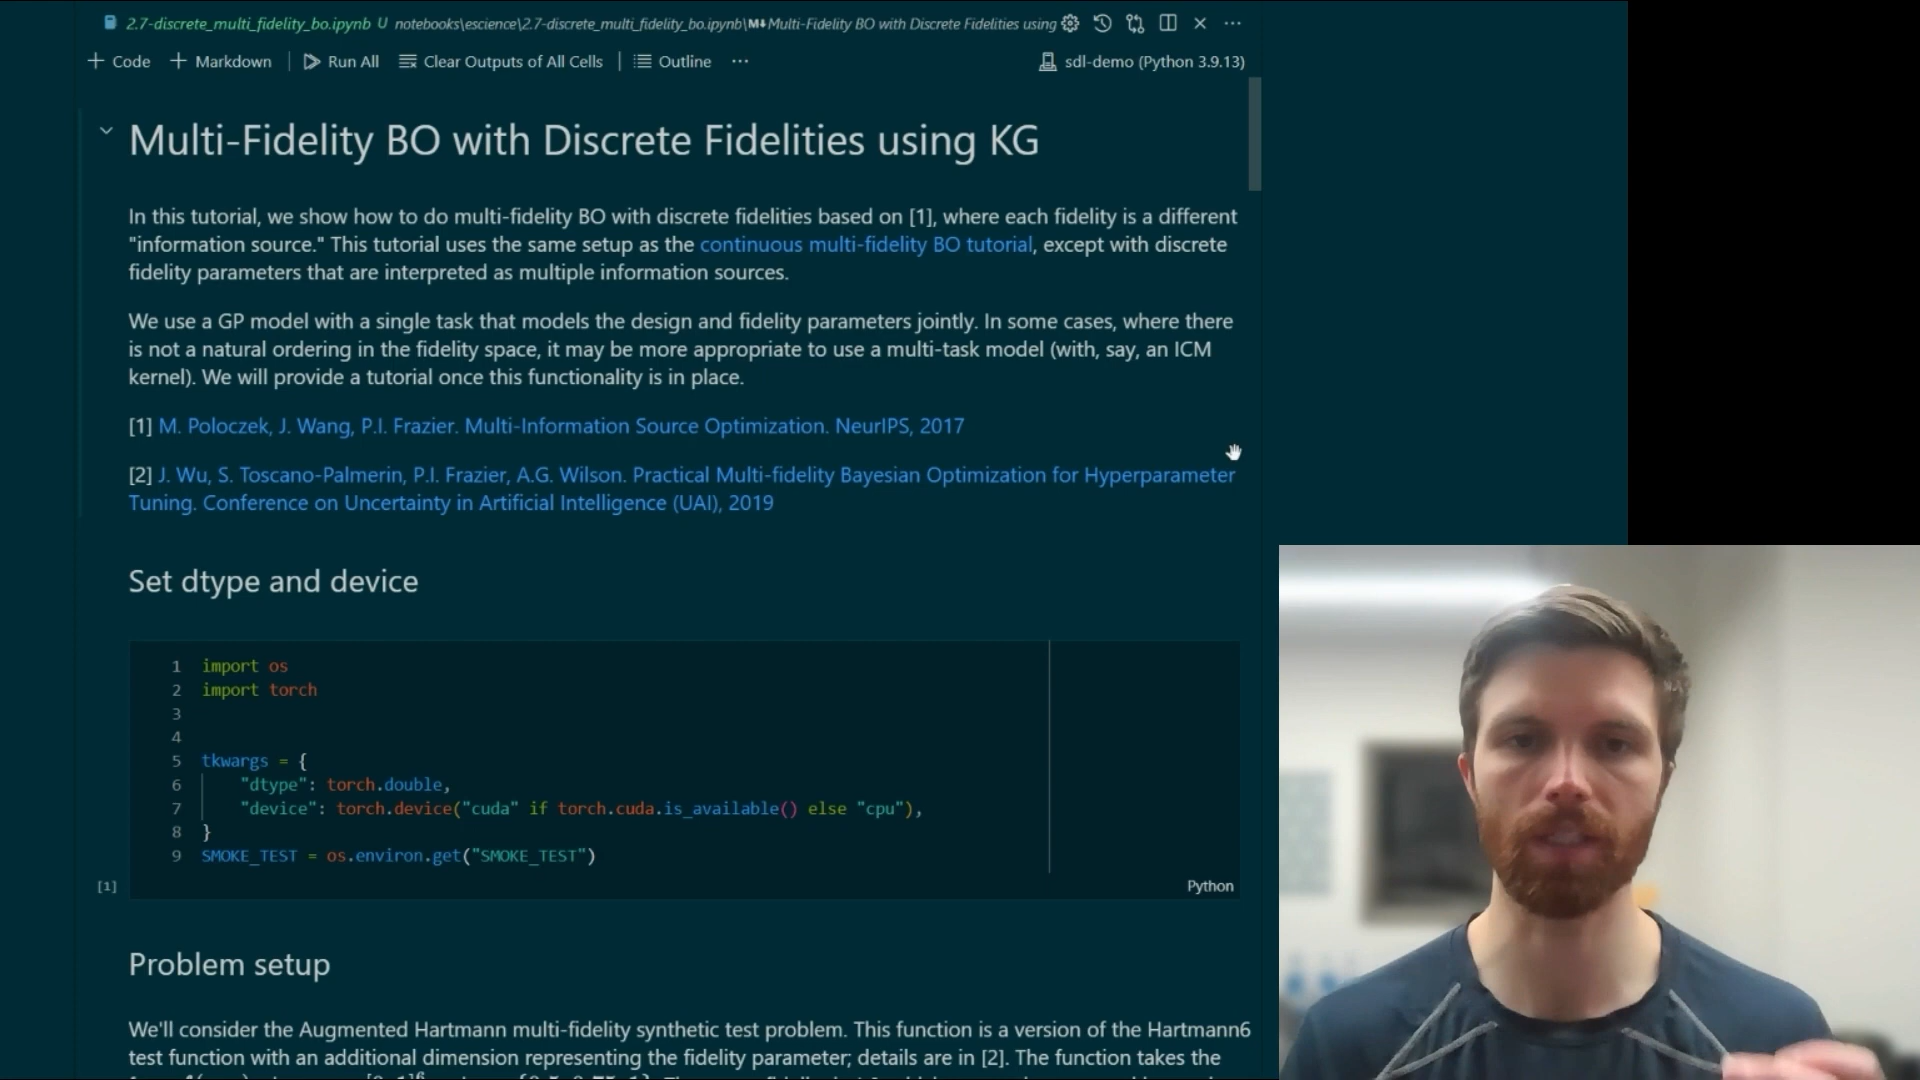 2.7-discrete_multi_fidelity_bo.ipynb U notebooks\escience\2.7-discrete_multi_fidelity_bo.ipynb\M↓Multi-Fidelity BO with Discrete Fidelities using
+ Code + Markdown | Run All Clear Outputs of All Cells | Outline ··· sdl-demo (Python 3.9.13)
Multi-Fidelity BO with Discrete Fidelities using KG
In this tutorial, we show how to do multi-fidelity BO with discrete fidelities based on [1], where each fidelity is a different
"information source." This tutorial uses the same setup as the continuous multi-fidelity BO tutorial, except with discrete
fidelity parameters that are interpreted as multiple information sources.
We use a GP model with a single task that models the design and fidelity parameters jointly. In some cases, where there
is not a natural ordering in the fidelity space, it may be more appropriate to use a multi-task model (with, say, an ICM
kernel). We will provide a tutorial once this functionality is in place.
[1] M. Poloczek, J. Wang, P.I. Frazier. Multi-Information Source Optimization. NeurIPS, 2017
[2] J. Wu, S. Toscano-Palmerin, P.I. Frazier, A.G. Wilson. Practical Multi-fidelity Bayesian Optimization for Hyperparameter
Tuning. Conference on Uncertainty in Artificial Intelligence (UAI), 2019
Set dtype and device
1 import os
2 import torch
3
4
5 tkwargs = {
6 "dtype": torch.double,
7 "device": torch.device("cuda" if torch.cuda.is_available() else "cpu"),
8 }
9 SMOKE_TEST = os.environ.get("SMOKE_TEST")
[1] Python
Problem setup
We'll consider the Augmented Hartmann multi-fidelity synthetic test problem. This function is a version of the Hartmann6
test function with an additional dimension representing the fidelity parameter; details are in [2]. The function takes the